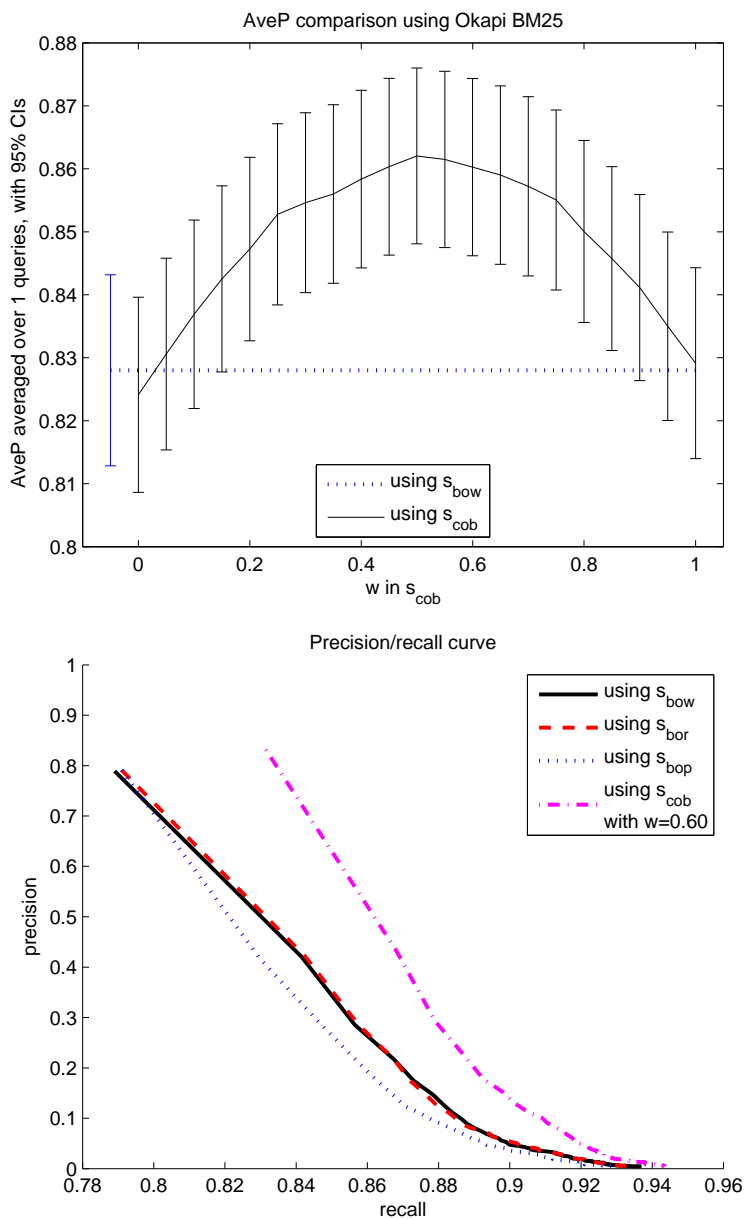 AveP comparison using Okapi BM25
0.88
0.87
0.86
0.85
0.84
0.83
0.82
0.81
0.8
AveP averaged over 1 queries, with 95% CIs
using s_bow
using s_cob
0 0.2 0.4 0.6 0.8 1
w in s_cob
Precision/recall curve
1
0.9
0.8
0.7
0.6
0.5
0.4
0.3
0.2
0.1
0
precision
using s_bow
using s_bor
using s_bop
using s_cob
with w=0.60
0.78 0.8 0.82 0.84 0.86 0.88 0.9 0.92 0.94 0.96
recall